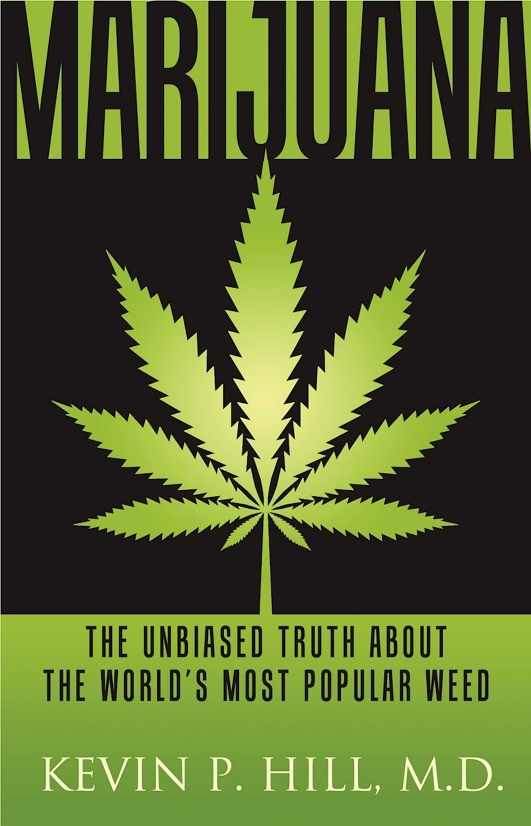 MARIJUANA
THE UNBIASED TRUTH ABOUT
THE WORLD'S MOST POPULAR WEED
KEVIN P. HILL, M.D.